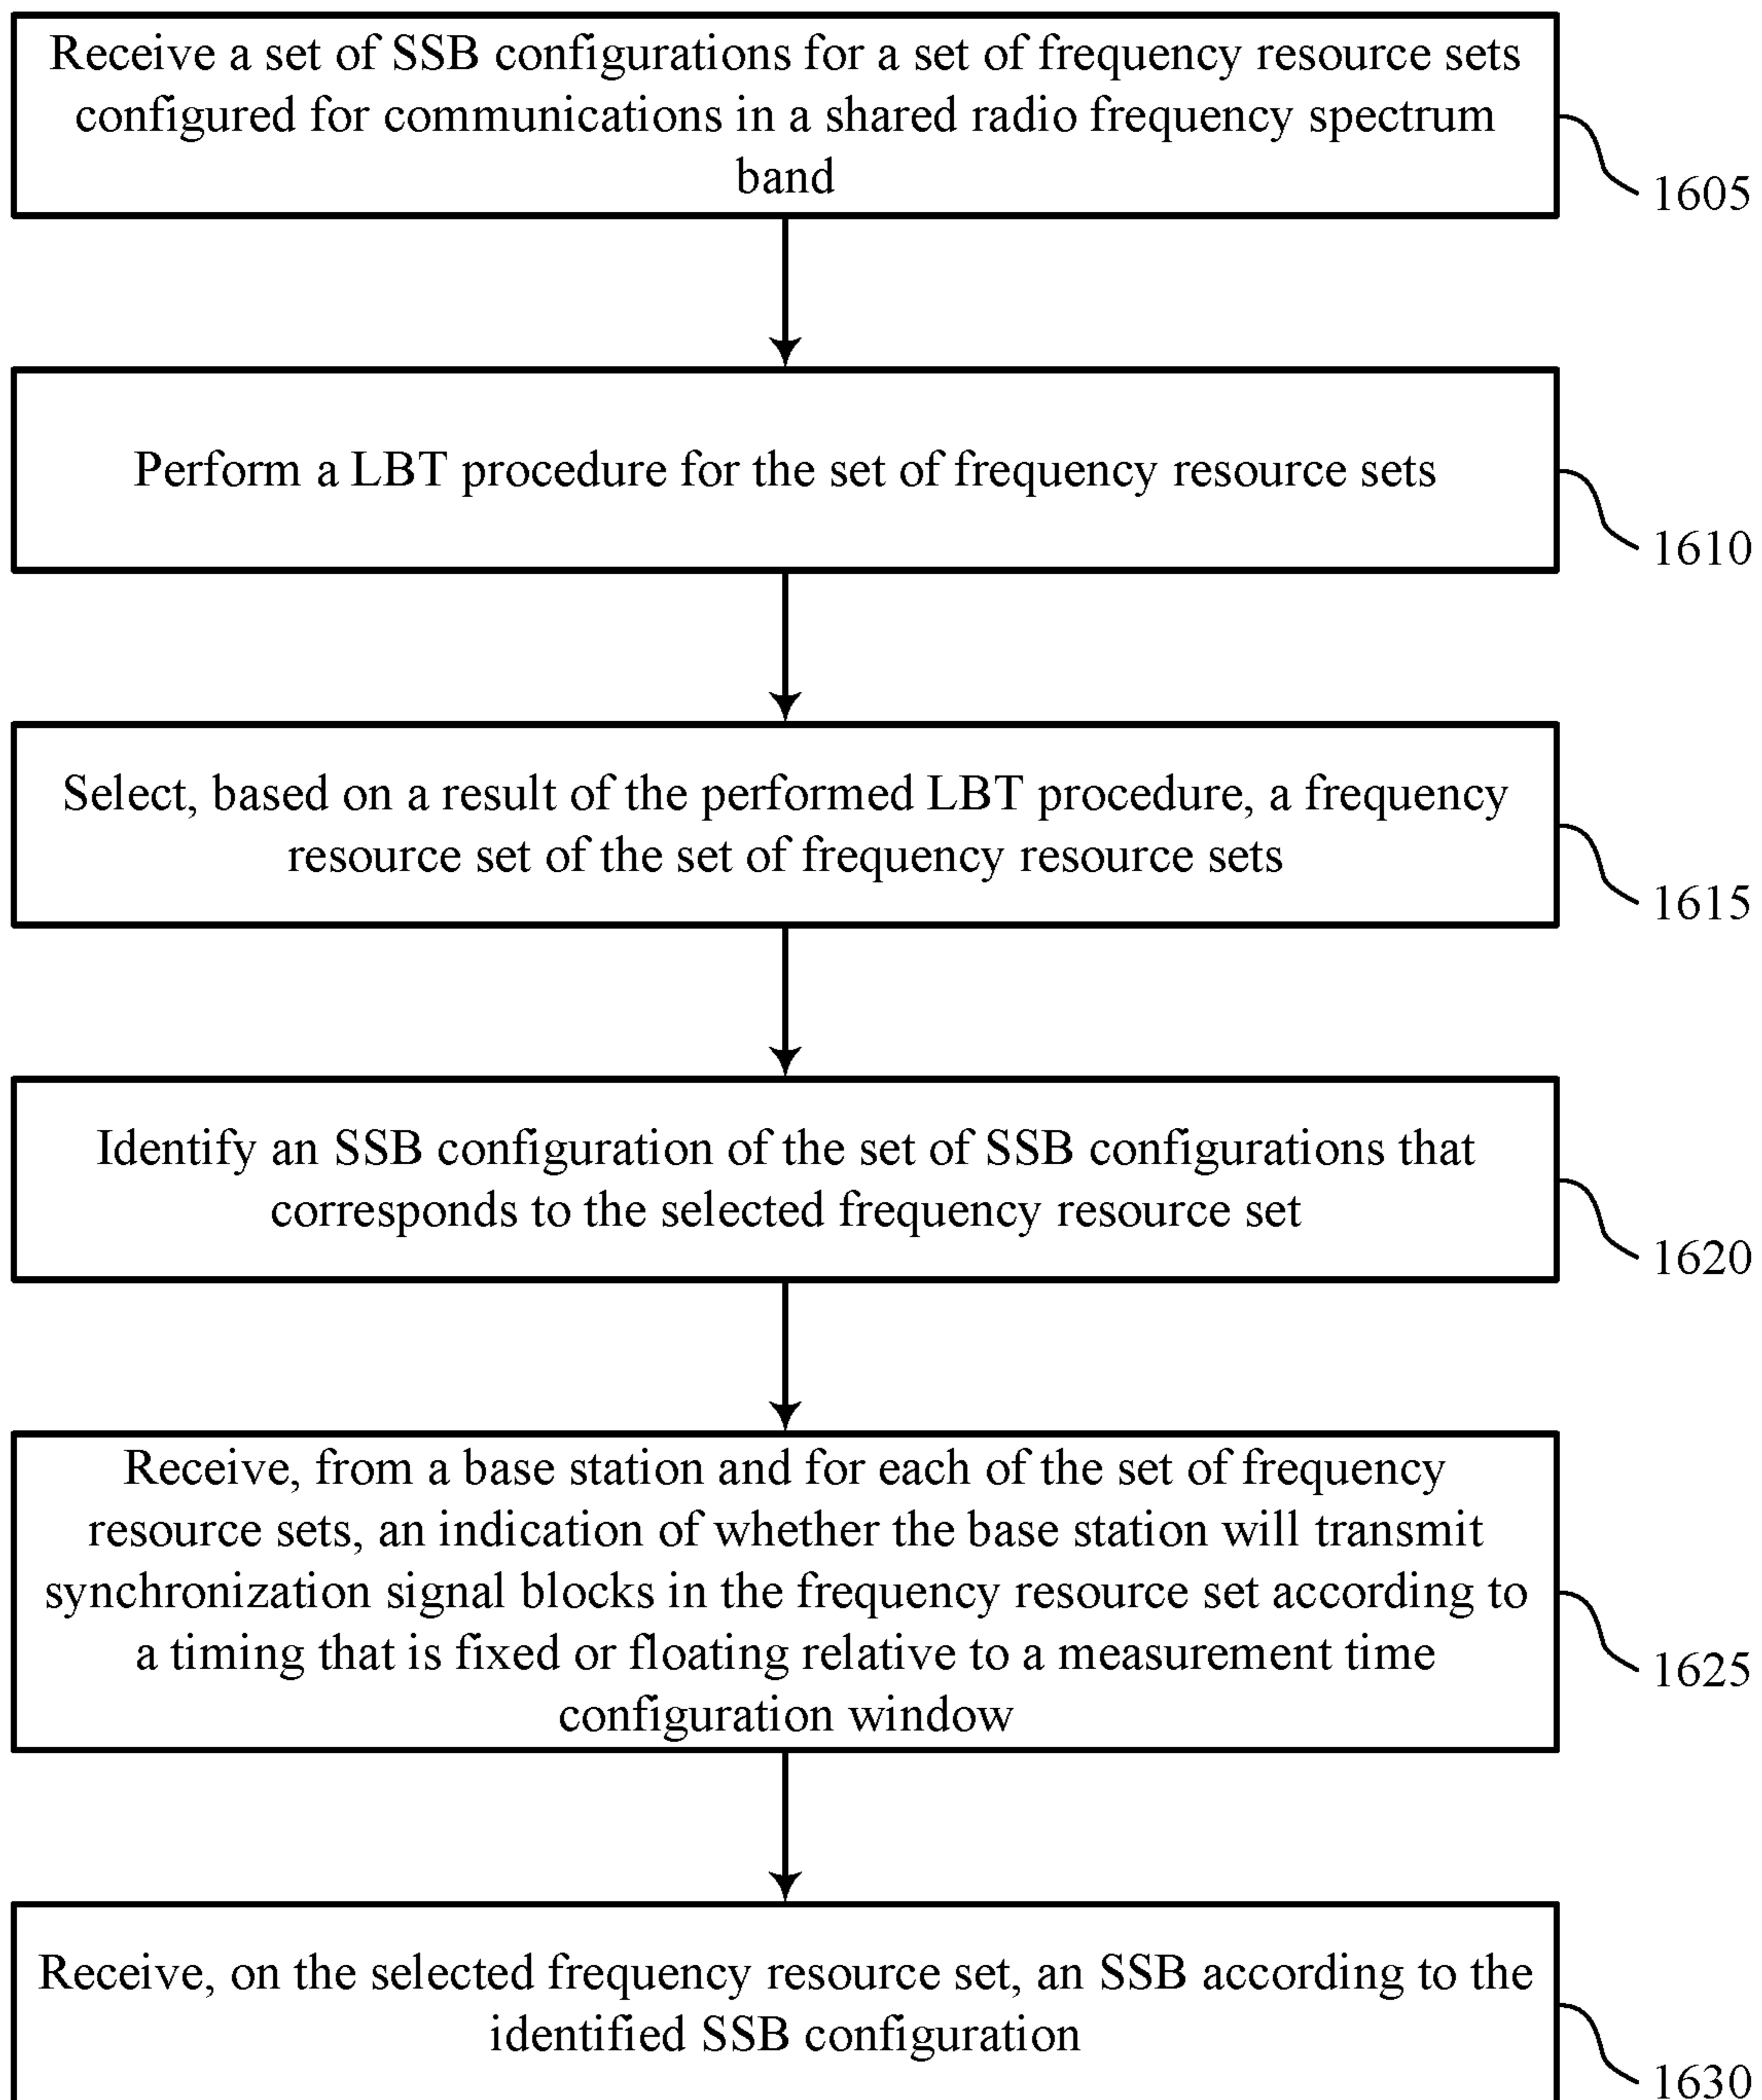 Receive a set of SSB configurations for a set of frequency resource sets
configured for communications in a shared radio frequency spectrum
band
1605
Perform a LBT procedure for the set of frequency resource sets
1610
Select, based on a result of the performed LBT procedure, a frequency
resource set of the set of frequency resource sets
1615
Identify an SSB configuration of the set of SSB configurations that
corresponds to the selected frequency resource set
1620
Receive, from a base station and for each of the set of frequency
resource sets, an indication of whether the base station will transmit
synchronization signal blocks in the frequency resource set according to
a timing that is fixed or floating relative to a measurement time
configuration window
1625
Receive, on the selected frequency resource set, an SSB according to the
identified SSB configuration
1630